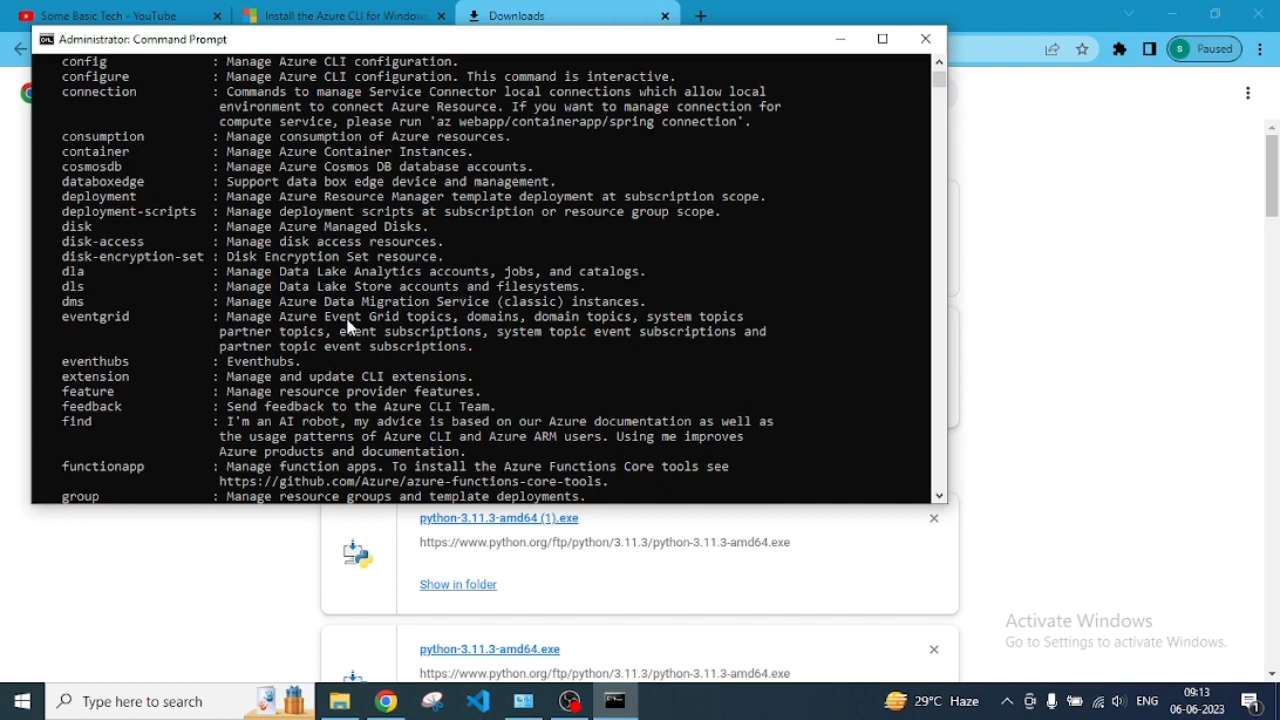 Some Basic Tech - YouTube
Install the Azure CLI for Window
Downloads
Paused
Administrator: Command Prompt
config : Manage Azure CLI configuration.
configure : Manage Azure CLI configuration. This command is interactive.
connection : Commands to manage Service Connector local connections which allow local
environment to connect Azure Resource. If you want to manage connection for
compute service, please run 'az webapp/containerapp/spring connection'.
consumption : Manage consumption of Azure resources.
container : Manage Azure Container Instances.
cosmosdb : Manage Azure Cosmos DB database accounts.
databoxedge : Support data box edge device and management.
deployment : Manage Azure Resource Manager template deployment at subscription scope.
deployment-scripts : Manage deployment scripts at subscription or resource group scope.
disk : Manage Azure Managed Disks.
disk-access : Manage disk access resources.
disk-encryption-set : Disk Encryption Set resource.
dla : Manage Data Lake Analytics accounts, jobs, and catalogs.
dls : Manage Data Lake Store accounts and filesystems.
dms : Manage Azure Data Migration Service (classic) instances.
eventgrid : Manage Azure Event Grid topics, domains, domain topics, system topics
partner topics, event subscriptions, system topic event subscriptions and
partner topic event subscriptions.
eventhubs : Eventhubs.
extension : Manage and update CLI extensions.
feature : Manage resource provider features.
feedback : Send feedback to the Azure CLI Team.
find : I'm an AI robot, my advice is based on our Azure documentation as well as
the usage patterns of Azure CLI and Azure ARM users. Using me improves
Azure products and documentation.
functionapp : Manage function apps. To install the Azure Functions Core tools see
https://github.com/Azure/azure-functions-core-tools.
group : Manage resource groups and template deployments.
python-3.11.3-amd64 (1).exe
https://www.python.org/ftp/python/3.11.3/python-3.11.3-amd64.exe
Show in folder
python-3.11.3-amd64.exe
https://www.python.org/ftp/python/3.11.3/python-3.11.3-amd64.exe
Activate Windows
Go to Settings to activate Windows.
Type here to search
29°C Haze
ENG
09:13
06-06-2023